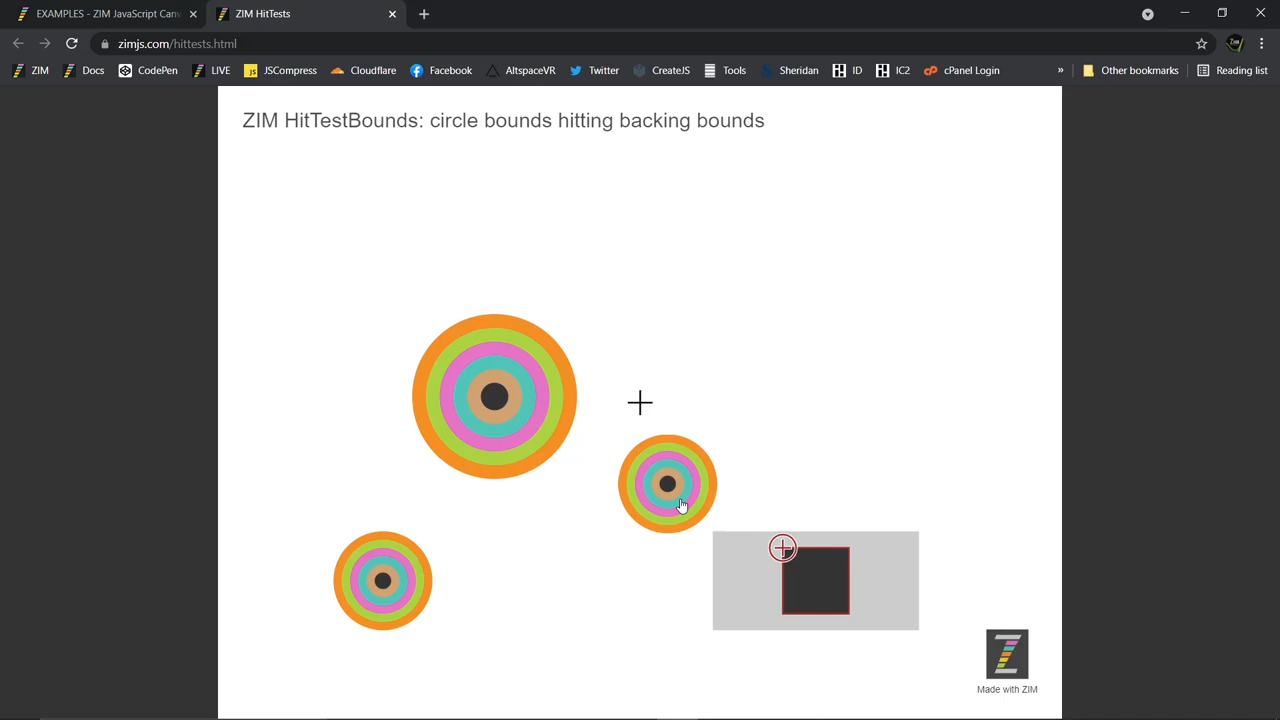 EXAMPLES - ZIM JavaScript Canv
ZIM HitTests
zimjs.com/hittests.html
ZIM
Docs
CodePen
LIVE
JS
JSCompress
Cloudflare
Facebook
AltspaceVR
Twitter
CreateJS
Tools
Sheridan
ID
IC2
cPanel Login
»
Other bookmarks
Reading list
ZIM HitTestBounds: circle bounds hitting backing bounds
Made with ZIM